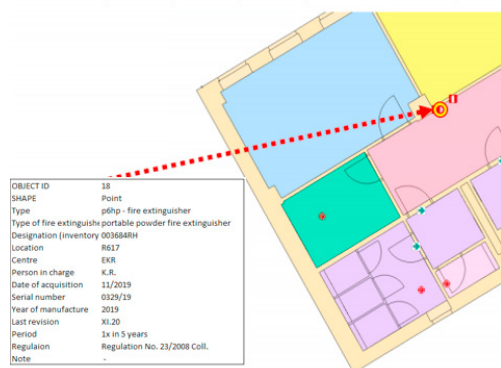 OBJECT ID 18
SHAPE Point
Type p6hp - fire extinguisher
Type of fire extinguishe portable powder fire extinguisher
Designation (inventory 003684RH
Location R617
Centre EKR
Person in charge K.R.
Date of acquisition 11/2019
Serial number 0329/19
Year of manufacture 2019
Last revision XI.20
Period 1x in 5 years
Regulaion Regulation No. 23/2008 Coll.
Note -